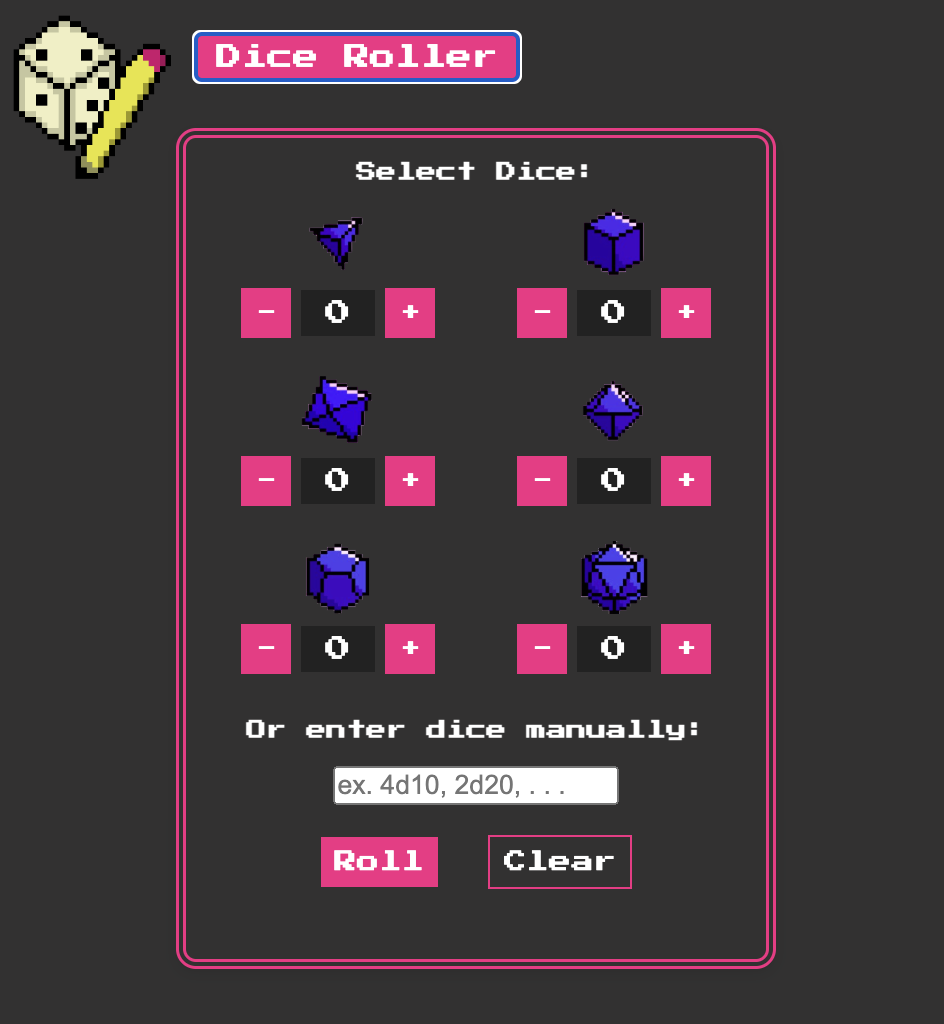 Dice Roller
Select Dice:
- 0 + - 0 +
- 0 + - 0 +
- 0 + - 0 +
Or enter dice manually:
ex. 4d10, 2d20, . . .
Roll Clear